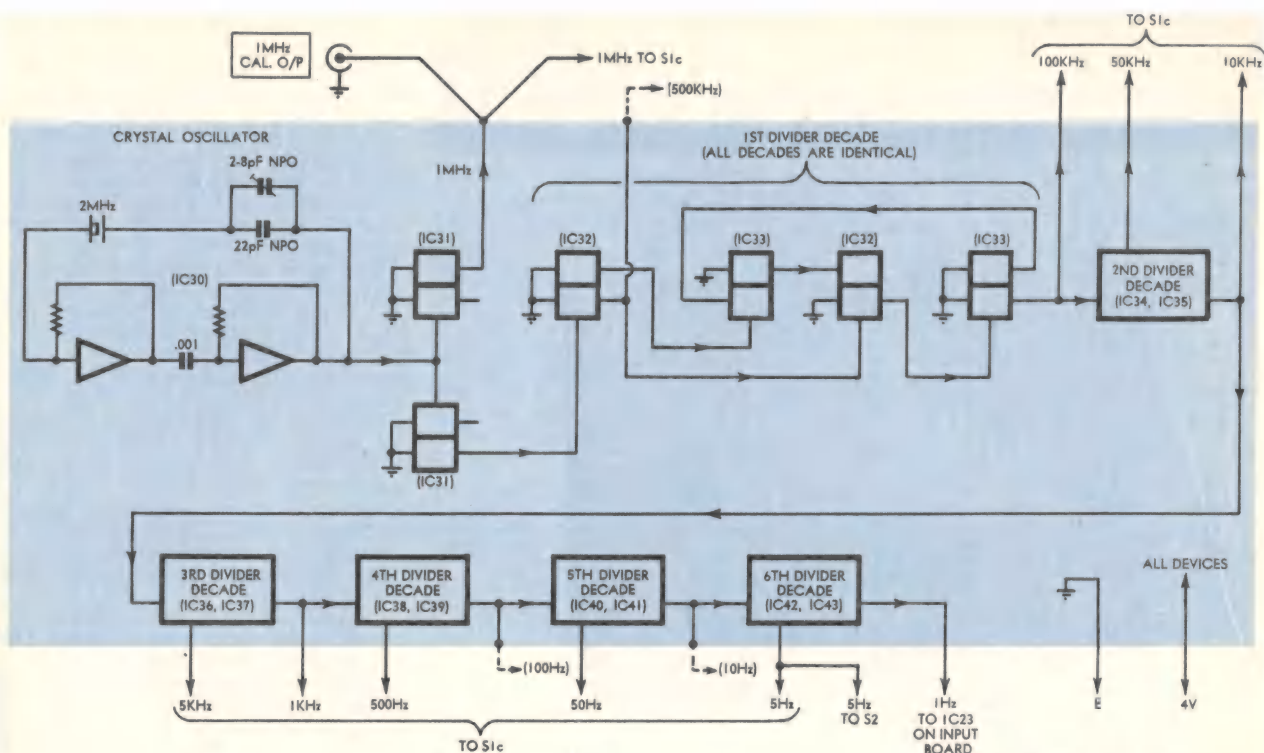 1MHz
CAL. O/P
1MHz TO S1c
(500KHz)
TO S1c
100KHz
50KHz
10KHz
CRYSTAL OSCILLATOR
2-8pF NPO
2MHz
22pF NPO
(IC30)
.001
1MHz
(IC31)
(IC31)
1ST DIVIDER DECADE
(ALL DECADES ARE IDENTICAL)
(IC32)
(IC33)
(IC32)
(IC33)
2ND DIVIDER
DECADE
(IC34, IC35)
3RD DIVIDER
DECADE
(IC36, IC37)
4TH DIVIDER
DECADE
(IC38, IC39)
5TH DIVIDER
DECADE
(IC40, IC41)
6TH DIVIDER
DECADE
(IC42, IC43)
ALL DEVICES
(100Hz)
(10Hz)
5KHz
1KHz
500Hz
50Hz
5Hz
5Hz
TO S2
1Hz
TO IC23
ON INPUT
BOARD
E
4V
TO S1c